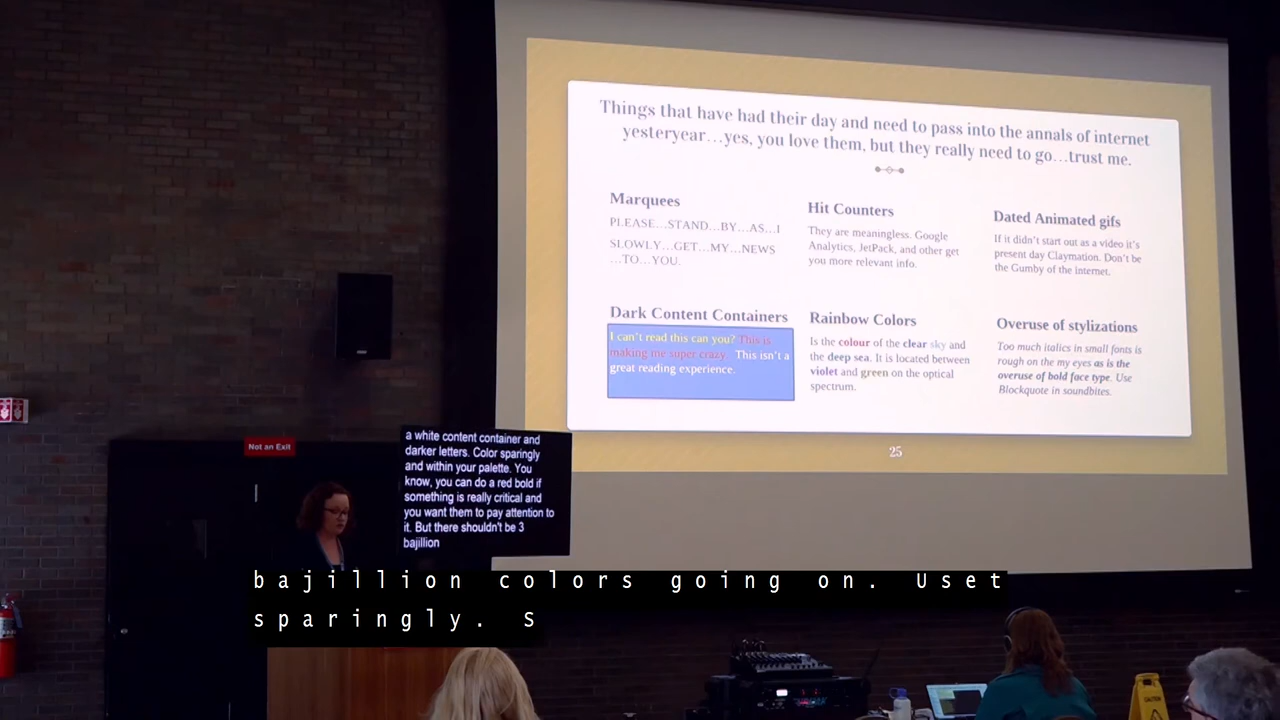 Things that have had their day and need to pass into the annals of internet
yesteryear...yes, you love them, but they really need to go...trust me.
Marquees
PLEASE...STAND...BY...AS...I
SLOWLY...GET...MY...NEWS
...TO...YOU.
Hit Counters
They are meaningless. Google
Analytics, JetPack, and other get
you more relevant info.
Dated Animated gifs
If it didn't start out as a video it's
present day Claymation. Don't be
the Gumby of the internet.
Dark Content Containers
I can't read this can you? This is
making me super crazy. This isn't a
great reading experience.
Rainbow Colors
Is the colour of the clear sky and
the deep sea. It is located between
violet and green on the optical
spectrum.
Overuse of stylizations
Too much italics in small fonts is
rough on the my eyes as is the
overuse of bold face type. Use
Blockquote in soundbites.
25
Not an Exit
a white content container and
darker letters. Color sparingly
and within your palette. You
know, you can do a red bold if
something is really critical and
you want them to pay attention to
it. But there shouldn't be 3
bajillion
bajillion colors going on. Uset
sparingly. S
CAUTION